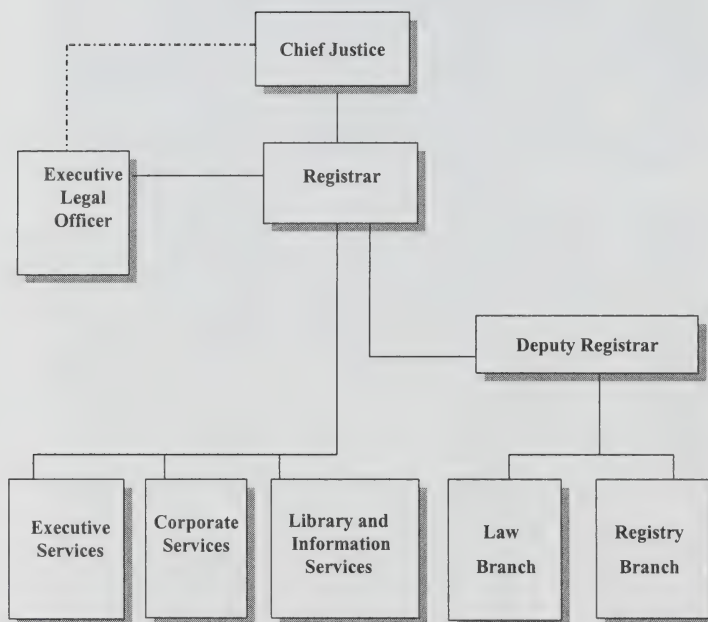 Chief Justice
Executive
Legal
Officer
Registrar
Deputy Registrar
Executive
Services
Corporate
Services
Library and
Information
Services
Law
Branch
Registry
Branch